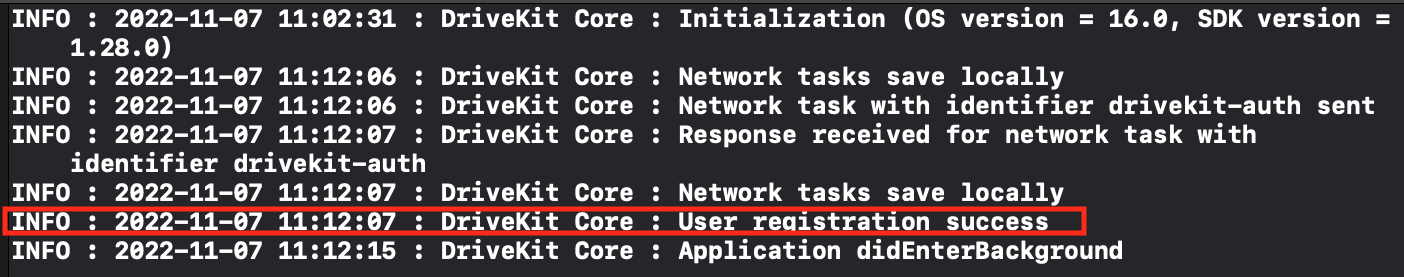 INFO : 2022-11-07 11:02:31 : DriveKit Core : Initialization (OS version = 16.0, SDK version =
1.28.0)
INFO : 2022-11-07 11:12:06 : DriveKit Core : Network tasks save locally
INFO : 2022-11-07 11:12:06 : DriveKit Core : Network task with identifier drivekit-auth sent
INFO : 2022-11-07 11:12:07 : DriveKit Core : Response received for network task with
identifier drivekit-auth
INFO : 2022-11-07 11:12:07 : DriveKit Core : Network tasks save locally
INFO : 2022-11-07 11:12:07 : DriveKit Core : User registration success
INFO : 2022-11-07 11:12:15 : DriveKit Core : Application didEnterBackground